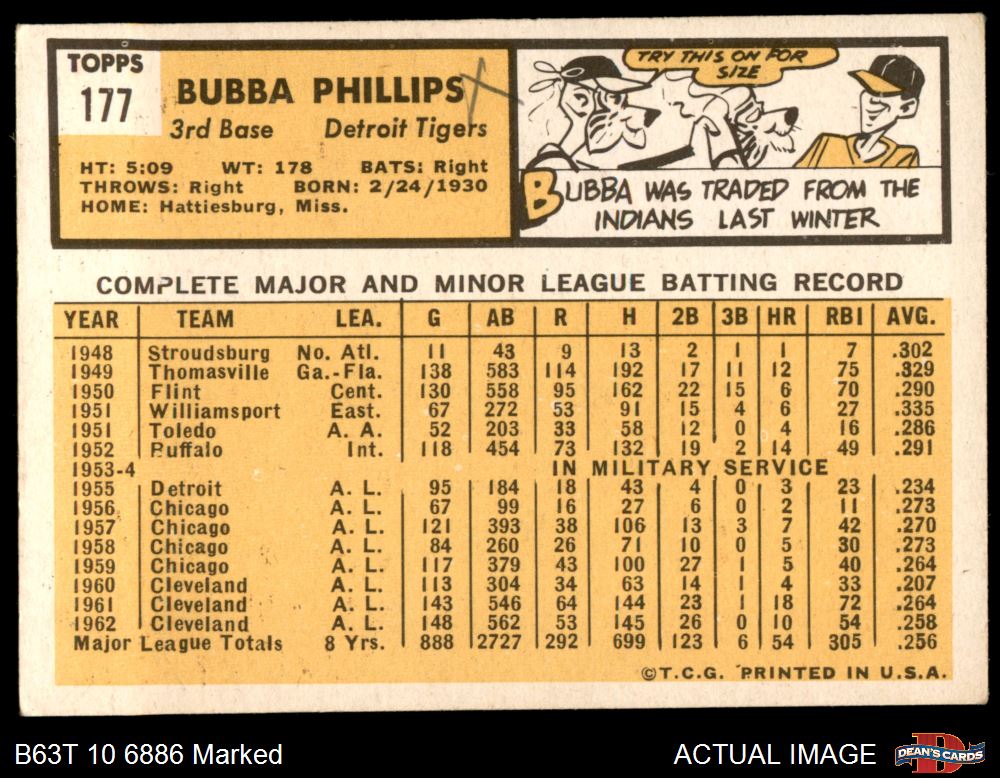 TOPPS
177
BUBBA PHILLIPS X
3rd Base Detroit Tigers
HT: 5:09 WT: 178 BATS: Right
THROWS: Right BORN: 2/24/1930
HOME: Hattiesburg, Miss.
TRY THIS ON FOR
SIZE
BUBBA WAS TRADED FROM THE
INDIANS LAST WINTER
COMPLETE MAJOR AND MINOR LEAGUE BATTING RECORD
YEAR TEAM LEA. G AB R H 2B 3B HR RBI AVG.
1948 Stroudsburg No. Atl. 11 43 9 13 2 1 1 7 .302
1949 Thomasville Ga.-Fla. 138 583 114 192 17 11 12 75 .329
1950 Flint Cent. 130 558 95 162 22 15 6 70 .290
1951 Williamsport East. 67 272 53 91 15 4 6 27 .335
1951 Toledo A. A. 52 203 33 58 12 0 4 16 .286
1952 Buffalo Int. 118 454 73 132 19 2 14 49 .291
1953-4 IN MILITARY SERVICE
1955 Detroit A. L. 95 184 18 43 4 0 3 23 .234
1956 Chicago A. L. 67 99 16 27 6 0 2 11 .273
1957 Chicago A. L. 121 393 38 106 13 3 7 42 .270
1958 Chicago A. L. 84 260 26 71 10 0 5 30 .273
1959 Chicago A. L. 117 379 43 100 27 1 5 40 .264
1960 Cleveland A. L. 113 304 34 63 14 1 4 33 .207
1961 Cleveland A. L. 143 546 64 144 23 1 18 72 .264
1962 Cleveland A. L. 148 562 53 145 26 0 10 54 .258
Major League Totals 8 Yrs. 888 2727 292 699 123 6 54 305 .256
©T.C.G. PRINTED IN U.S.A.
B63T 10 6886 Marked ACTUAL IMAGE
DEAN'S CARDS